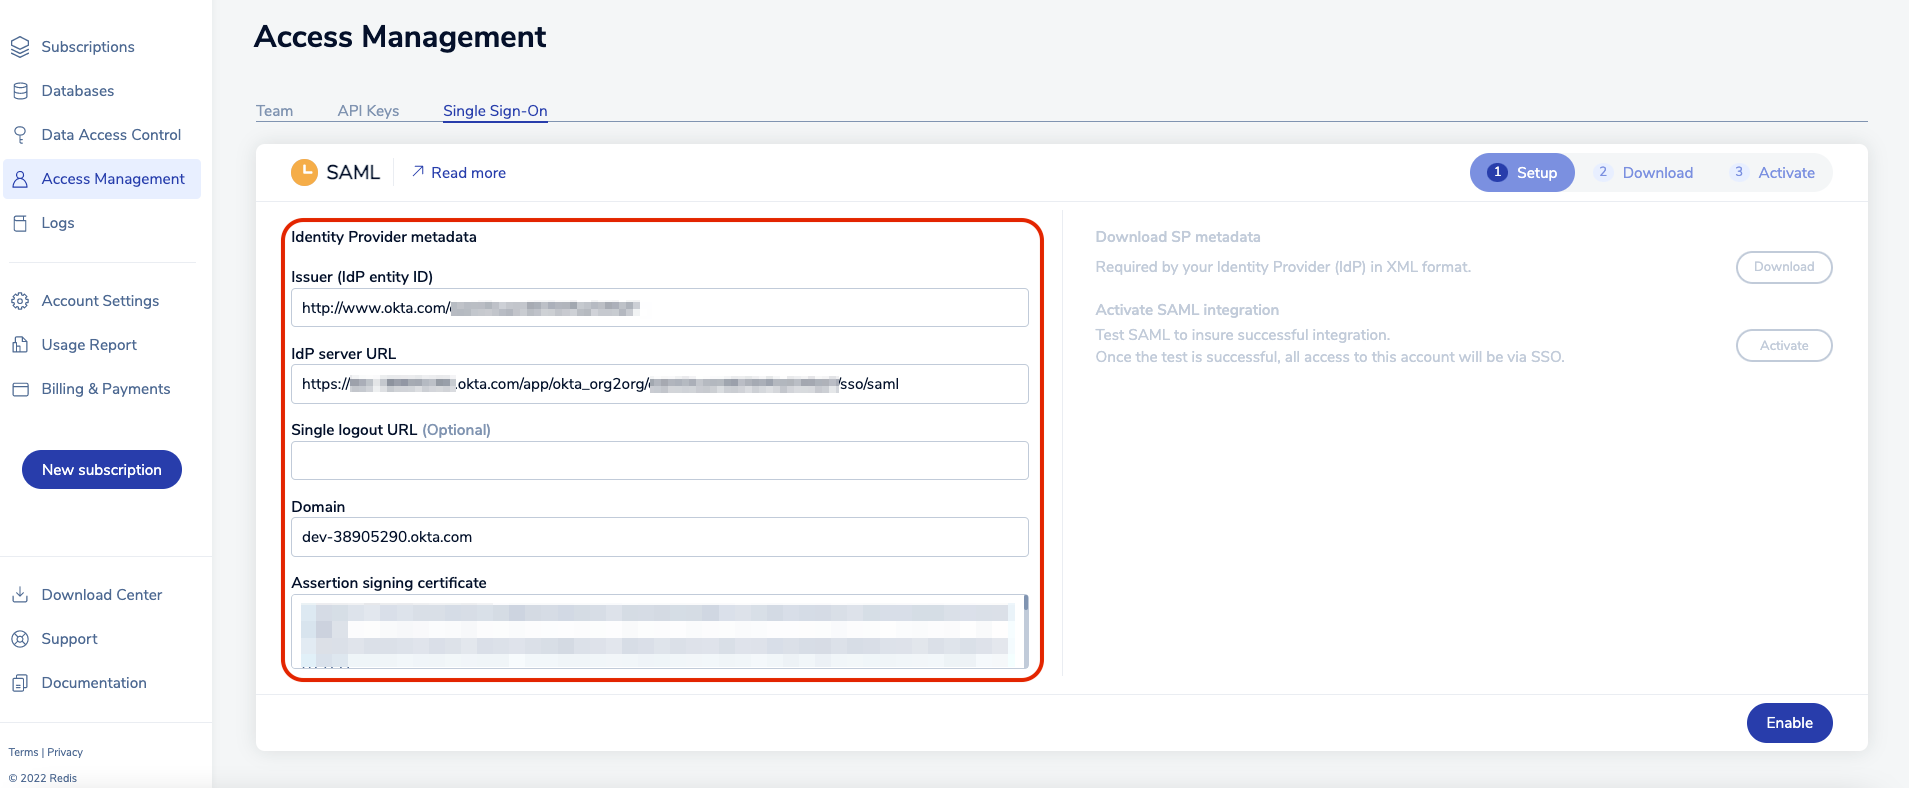 Subscriptions
Databases
Data Access Control
Access Management
Logs
Account Settings
Usage Report
Billing & Payments
New subscription
Download Center
Support
Documentation
Terms | Privacy
© 2022 Redis
Access Management
Team API Keys Single Sign-On
SAML Read more
1 Setup 2 Download 3 Activate
Identity Provider metadata
Issuer (IdP entity ID)
http://www.okta.com/
IdP server URL
https:// .okta.com/app/okta_org2org/ /sso/saml
Single logout URL (Optional)
Domain
dev-38905290.okta.com
Assertion signing certificate
Download SP metadata
Required by your Identity Provider (IdP) in XML format.
Download
Activate SAML integration
Test SAML to insure successful integration.
Once the test is successful, all access to this account will be via SSO.
Activate
Enable